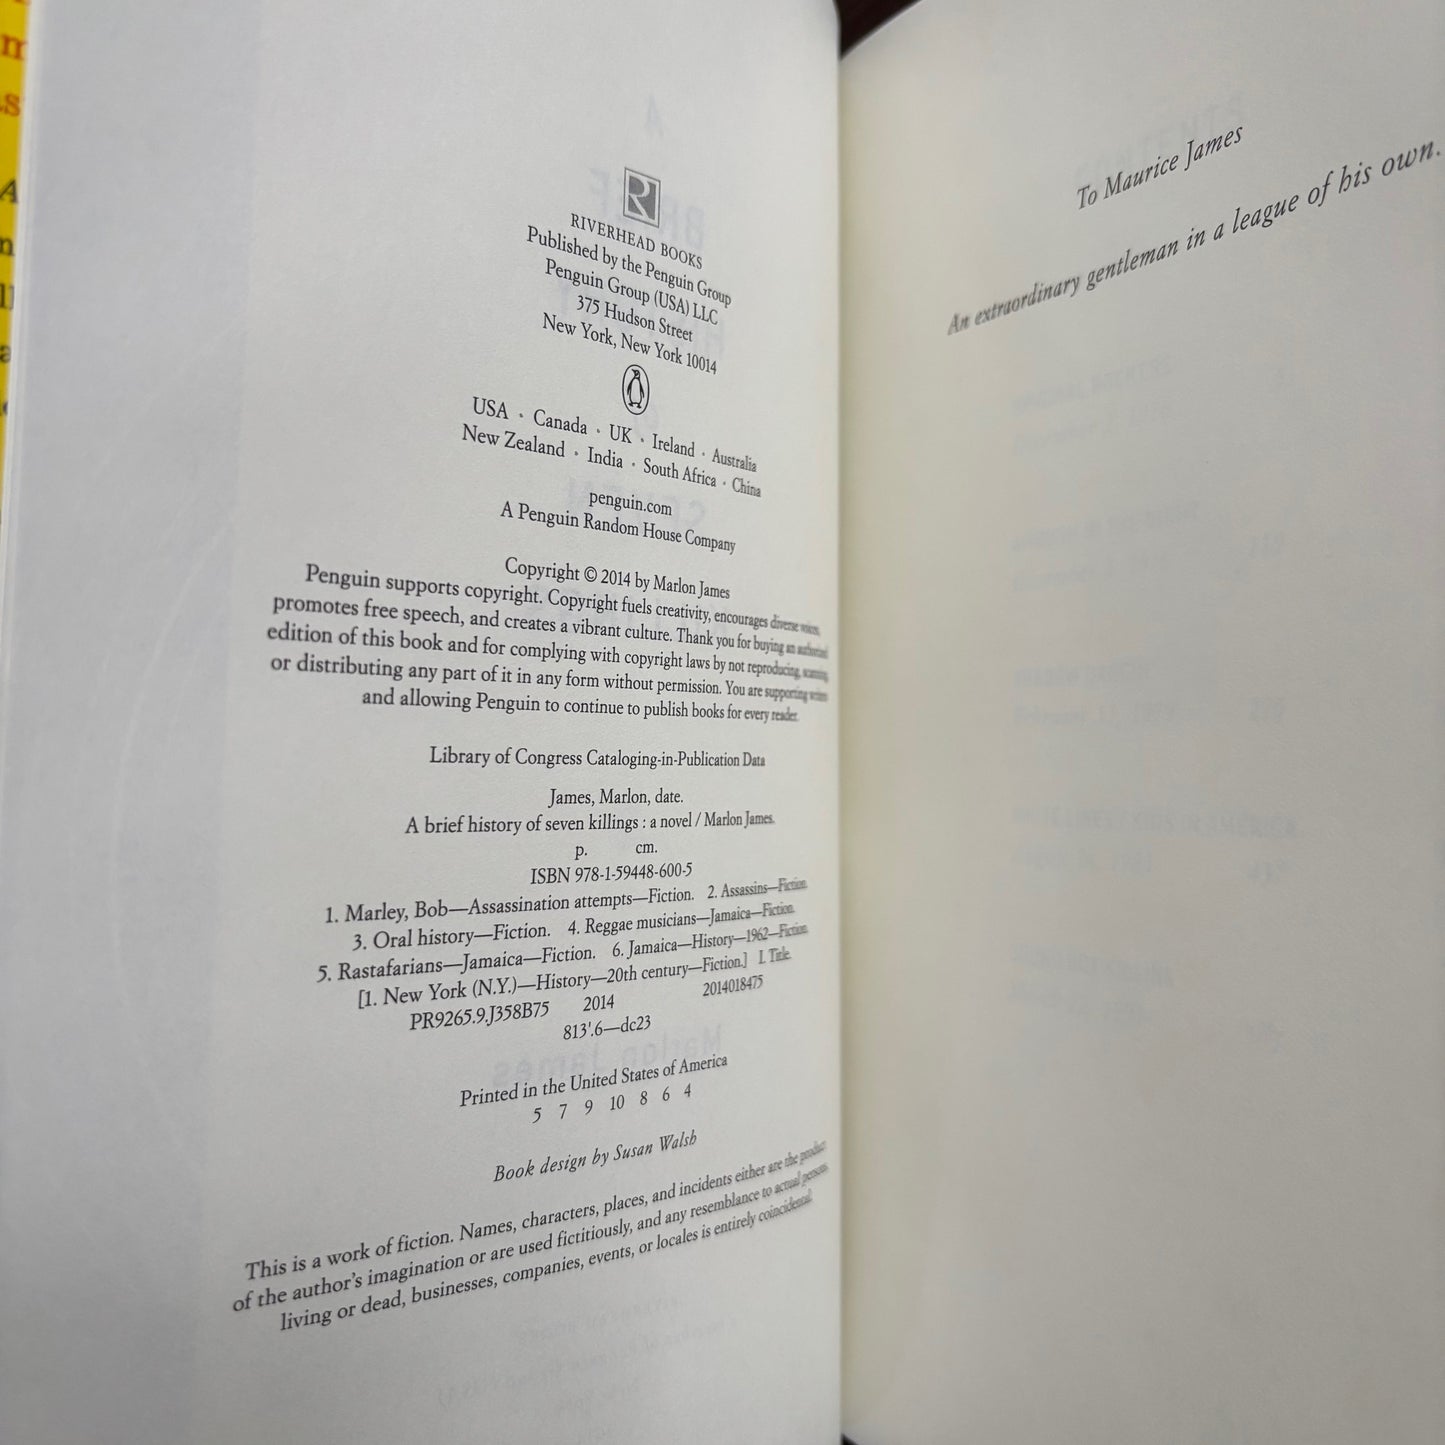 RIVERHEAD BOOKS
Published by the Penguin Group
Penguin Group (USA) LLC
375 Hudson Street
New York, New York 10014
USA · Canada · UK · Ireland · Australia
New Zealand · India · South Africa · China
penguin.com
A Penguin Random House Company
Copyright © 2014 by Marlon James
Penguin supports copyright. Copyright fuels creativity, encourages diverse voices,
promotes free speech, and creates a vibrant culture. Thank you for buying an authorized
edition of this book and for complying with copyright laws by not reproducing, scanning,
or distributing any part of it in any form without permission. You are supporting writers
and allowing Penguin to continue to publish books for every reader.
Library of Congress Cataloging-in-Publication Data
James, Marlon, date.
A brief history of seven killings : a novel / Marlon James.
p. cm.
ISBN 978-1-59448-600-5
1. Marley, Bob—Assassination attempts—Fiction. 2. Assassins—Fiction.
3. Oral history—Fiction. 4. Reggae musicians—Jamaica—Fiction.
5. Rastafarians—Jamaica—Fiction. 6. Jamaica—History—1962–Fiction.
[1. New York (N.Y.)—History—20th century—Fiction.] I. Title.
PR9265.9.J358B75 2014 2014018475
813'.6—dc23
Printed in the United States of America
5 7 9 10 8 6 4
Book design by Susan Walsh
This is a work of fiction. Names, characters, places, and incidents either are the product
of the author's imagination or are used fictitiously, and any resemblance to actual persons,
living or dead, businesses, companies, events, or locales is entirely coincidental.
To Maurice James
An extraordinary gentleman in a league of his own.